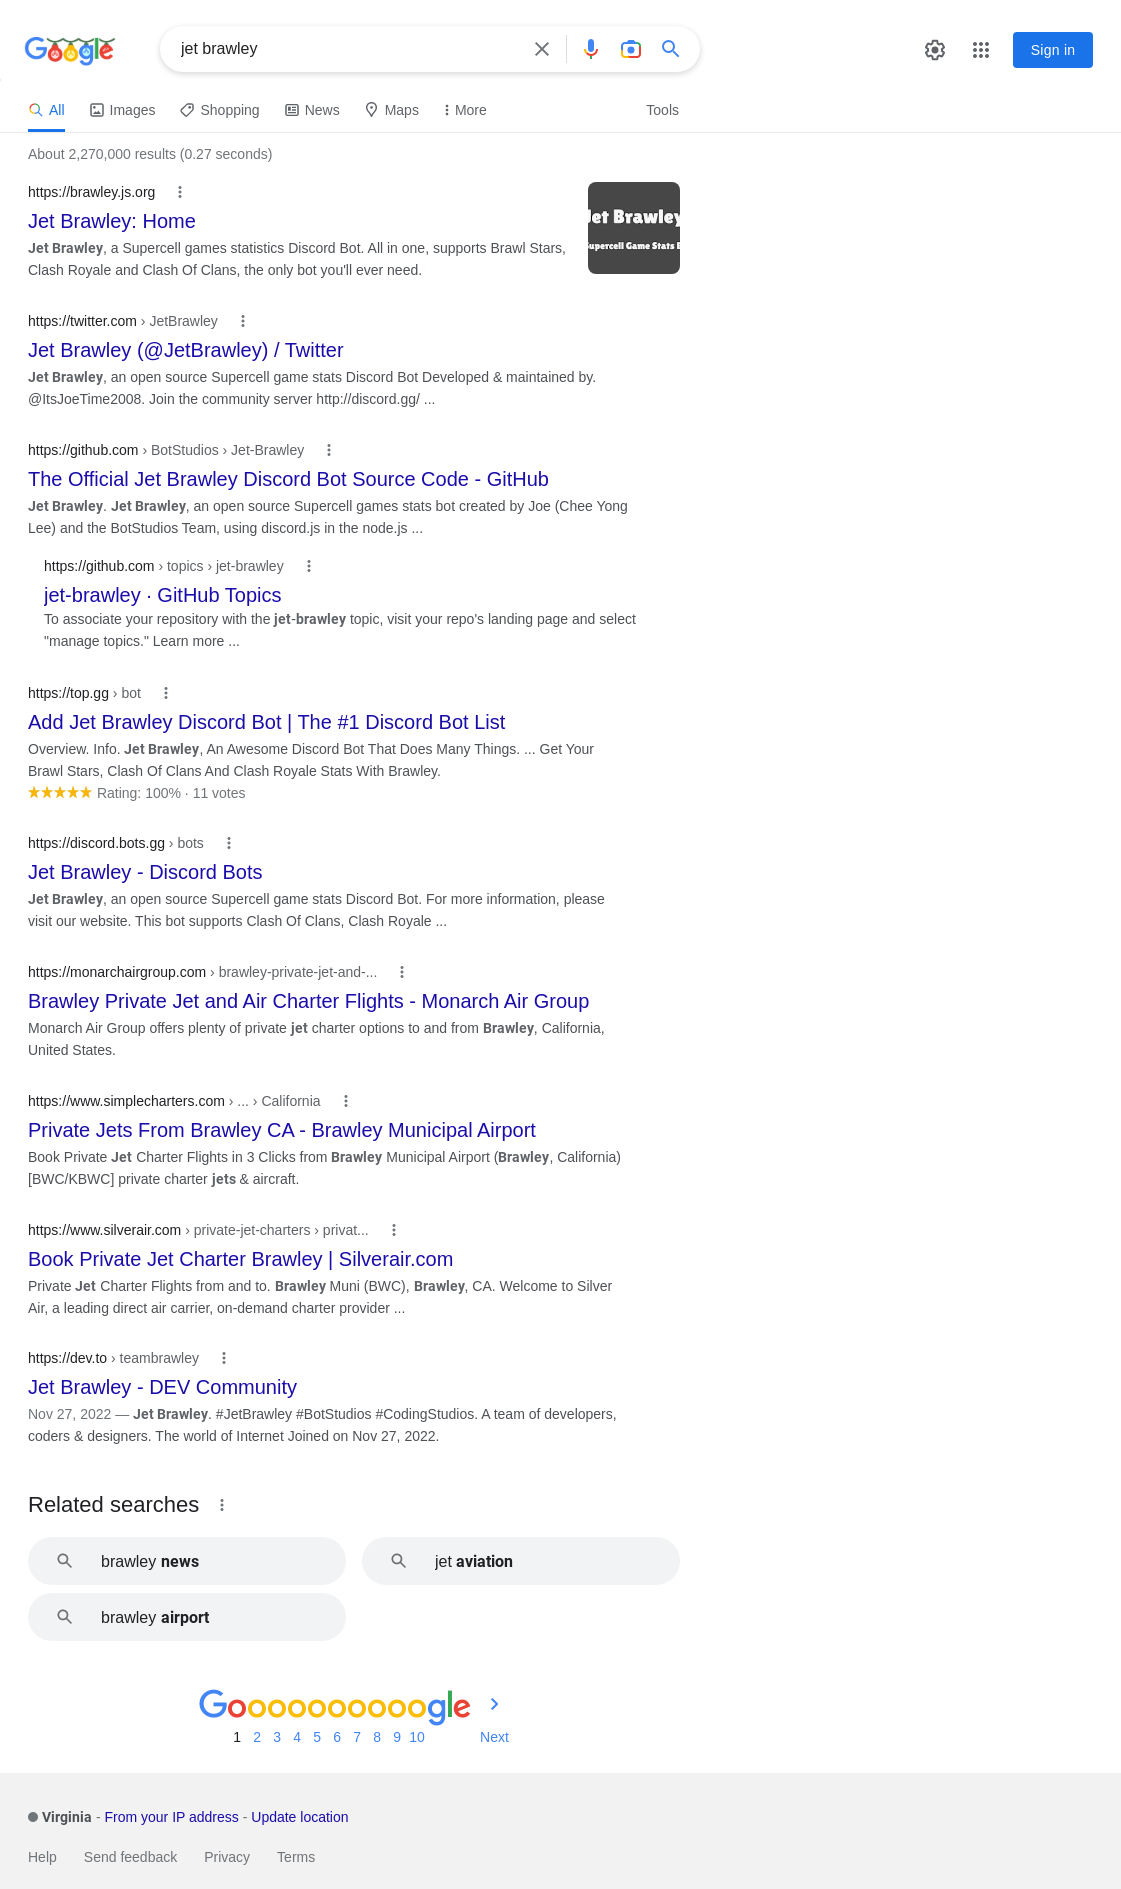 Google
jet brawley
Sign in
All Images Shopping News Maps More Tools
About 2,270,000 results (0.27 seconds)
https://brawley.js.org
Jet Brawley: Home
Jet Brawley, a Supercell games statistics Discord Bot. All in one, supports Brawl Stars,
Clash Royale and Clash Of Clans, the only bot you'll ever need.
Jet Brawley
Supercell Game Stats B
https://twitter.com › JetBrawley
Jet Brawley (@JetBrawley) / Twitter
Jet Brawley, an open source Supercell game stats Discord Bot Developed & maintained by.
@ItsJoeTime2008. Join the community server http://discord.gg/ ...
https://github.com › BotStudios › Jet-Brawley
The Official Jet Brawley Discord Bot Source Code - GitHub
Jet Brawley. Jet Brawley, an open source Supercell games stats bot created by Joe (Chee Yong
Lee) and the BotStudios Team, using discord.js in the node.js ...
https://github.com › topics › jet-brawley
jet-brawley · GitHub Topics
To associate your repository with the jet-brawley topic, visit your repo's landing page and select
"manage topics." Learn more ...
https://top.gg › bot
Add Jet Brawley Discord Bot | The #1 Discord Bot List
Overview. Info. Jet Brawley, An Awesome Discord Bot That Does Many Things. ... Get Your
Brawl Stars, Clash Of Clans And Clash Royale Stats With Brawley.
Rating: 100% · 11 votes
https://discord.bots.gg › bots
Jet Brawley - Discord Bots
Jet Brawley, an open source Supercell game stats Discord Bot. For more information, please
visit our website. This bot supports Clash Of Clans, Clash Royale ...
https://monarchairgroup.com › brawley-private-jet-and-...
Brawley Private Jet and Air Charter Flights - Monarch Air Group
Monarch Air Group offers plenty of private jet charter options to and from Brawley, California,
United States.
https://www.simplecharters.com › ... › California
Private Jets From Brawley CA - Brawley Municipal Airport
Book Private Jet Charter Flights in 3 Clicks from Brawley Municipal Airport (Brawley, California)
[BWC/KBWC] private charter jets & aircraft.
https://www.silverair.com › private-jet-charters › privat...
Book Private Jet Charter Brawley | Silverair.com
Private Jet Charter Flights from and to. Brawley Muni (BWC), Brawley, CA. Welcome to Silver
Air, a leading direct air carrier, on-demand charter provider ...
https://dev.to › teambrawley
Jet Brawley - DEV Community
Nov 27, 2022 — Jet Brawley. #JetBrawley #BotStudios #CodingStudios. A team of developers,
coders & designers. The world of Internet Joined on Nov 27, 2022.
Related searches
brawley news
jet aviation
brawley airport
Goooooooooogle
1 2 3 4 5 6 7 8 9 10 Next
Virginia - From your IP address - Update location
Help Send feedback Privacy Terms